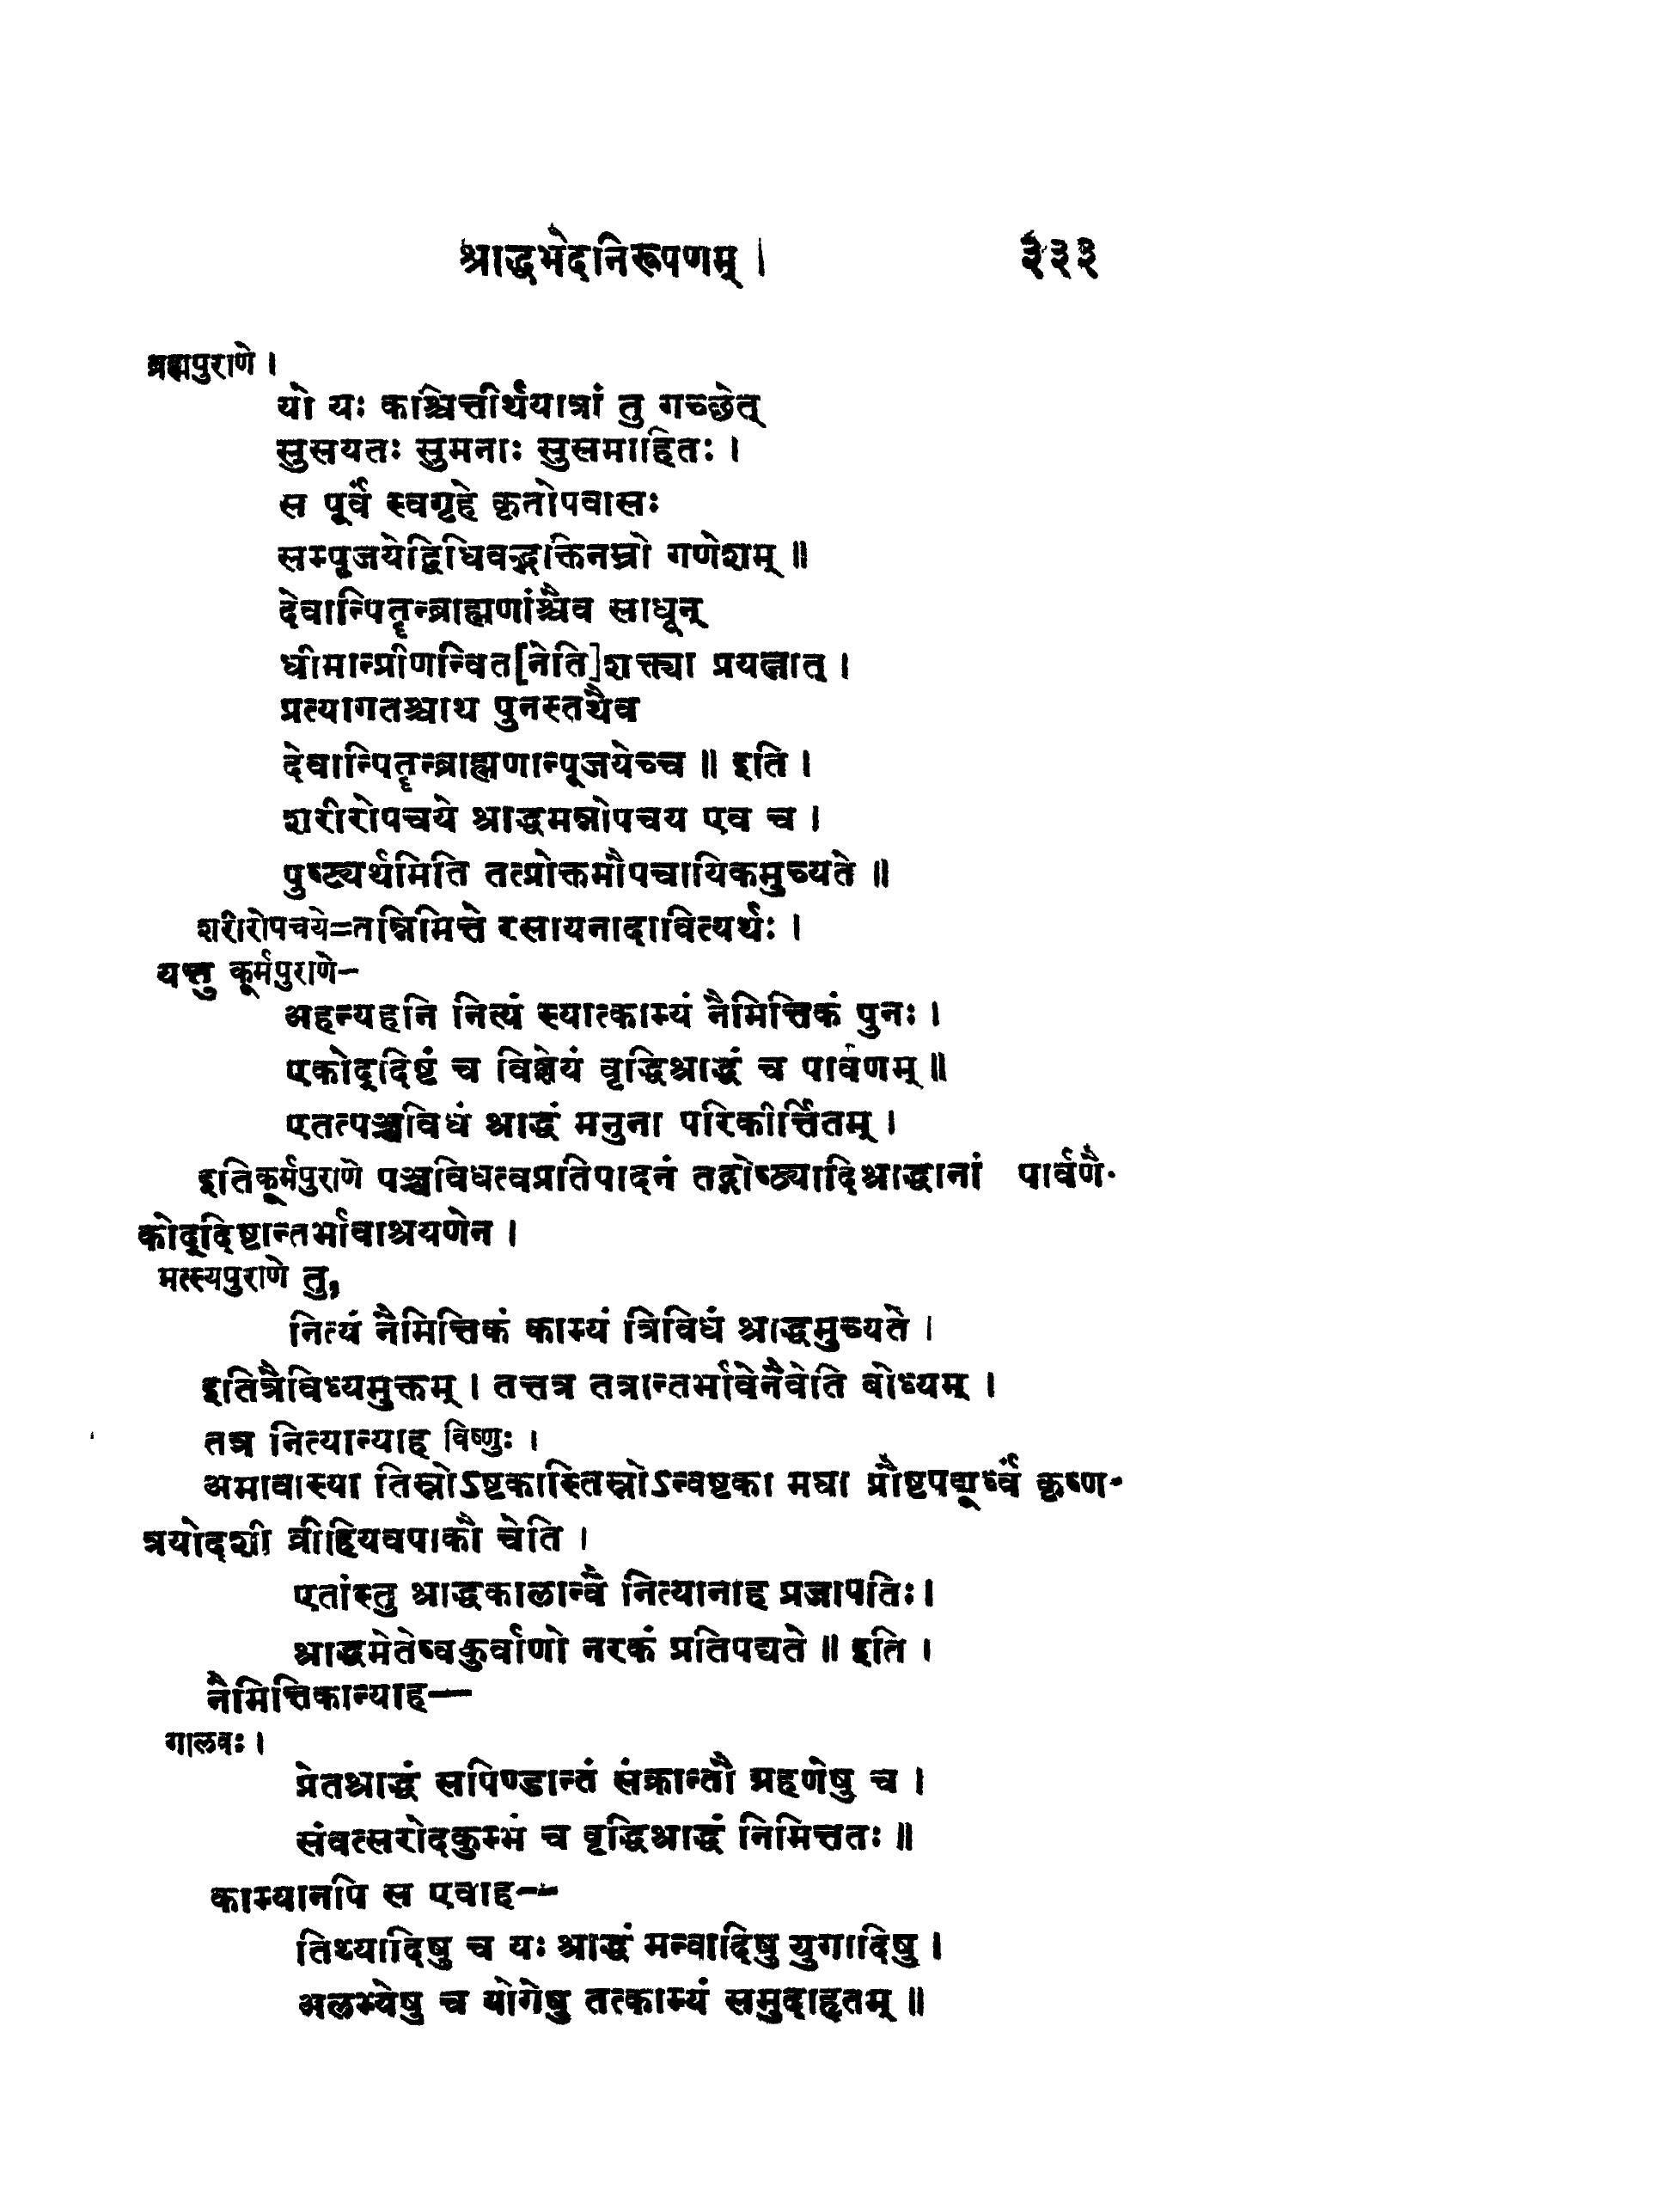 श्राद्धभेदनिरूपणम् । ३३३
ब्रह्मपुराणे ।
यो यः कश्चित्तीर्थयात्रां तु गच्छेत्
सुसयतः सुमनाः सुसमाहितः ।
स पूर्वं स्वगृहे कृतोपवासः
सम्पूजयेद्विधिवद्भक्तिनम्रो गणेशम् ॥
देवान्पितॄन्ब्राह्मणांश्चैव साधून्
धीमान्प्रीणन्वित[नेति]शक्त्या प्रयत्नात् ।
प्रत्यागतश्चाथ पुनस्तथैव
देवान्पितॄन्ब्राह्मणान्पूजयेच्च ॥ इति ।
शरीरोपचये श्राद्धमन्नोपचय एव च ।
पुष्ट्यर्थमिति तत्प्रोक्तमौपचायिकमुच्यते ॥
शरीरोपचये=तन्निमित्ते रसायनादावित्यर्थः ।
यत्तु कूर्मपुराणे-
अहन्यहनि नित्यं स्यात्काम्यं नैमित्तिकं पुनः ।
एकोद्दिष्टं च विज्ञेयं वृद्धिश्राद्धं च पार्वणम् ॥
एतत्पञ्चविधं श्राद्धं मनुना परिकीर्त्तितम् ।
इतिकूर्मपुराणे पञ्चविधत्वप्रतिपादनं तद्गोष्ठ्यादिश्राद्धानां पार्वणै-
कोद्दिष्टान्तर्भावाश्रयणेन ।
मत्स्यपुराणे तु,
नित्यं नैमित्तिकं काम्यं त्रिविधं श्राद्धमुच्यते ।
इतित्रैविध्यमुक्तम् । तत्तत्र तत्रान्तर्भावेनैवेति बोध्यम् ।
तत्र नित्यान्याह विष्णुः ।
अमावास्या तिस्रोऽष्टकास्तिस्रोऽन्वष्टका मघा प्रौष्टपद्यूर्ध्वं कृष्ण-
त्रयोदशी व्रीहियवपाकौ चेति ।
एतांस्तु श्राद्धकालान्वै नित्यानाह प्रजापतिः ।
श्राद्धमेतेष्वकुर्वाणो नरकं प्रतिपद्यते ॥ इति ।
नैमित्तिकान्याह—
गालवः ।
प्रेतश्राद्धं सपिण्डान्तं संक्रान्तौ ग्रहणेषु च ।
संवत्सरोदकुम्भं च वृद्धिश्राद्धं निमित्ततः ॥
काम्यानपि स एवाह--
तिथ्यादिषु च यः श्राद्धं मन्वादिषु युगादिषु ।
अलभ्येषु च योगेषु तत्काम्यं समुदाहृतम् ॥